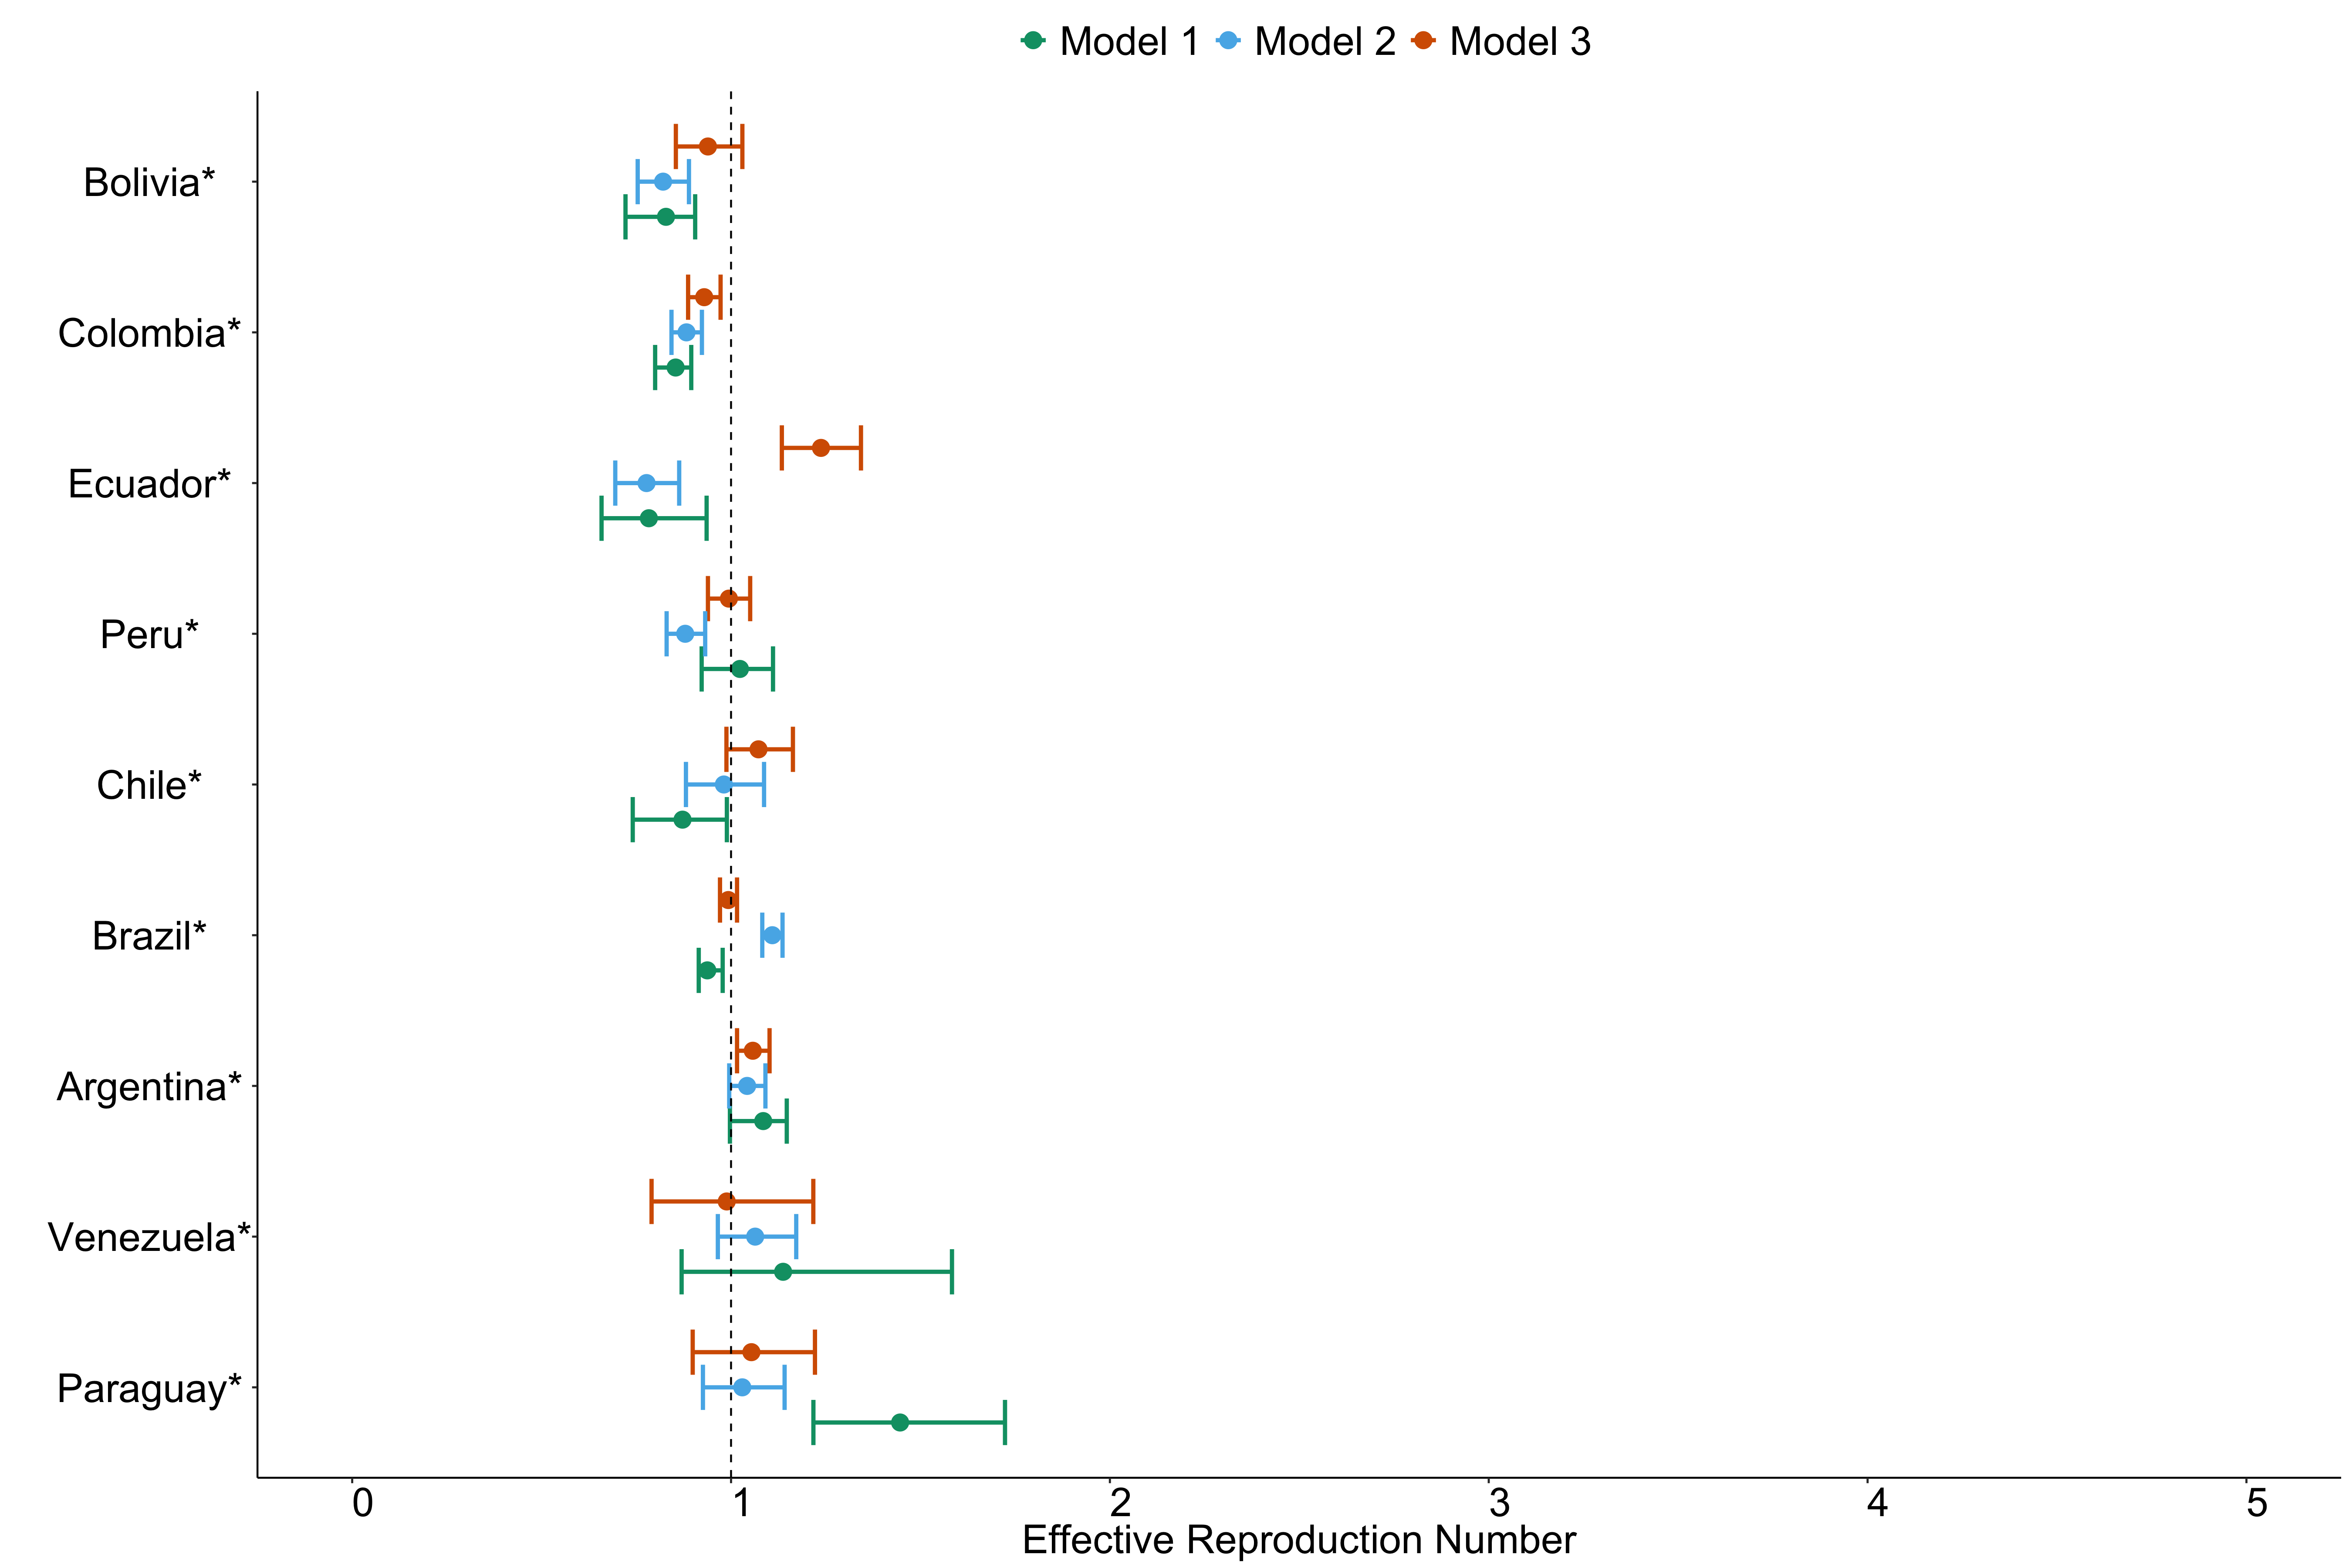 Model 1 Model 2 Model 3
Bolivia*
Colombia*
Ecuador*
Peru*
Chile*
Brazil*
Argentina*
Venezuela*
Paraguay*
0 1 2 3 4 5
Effective Reproduction Number